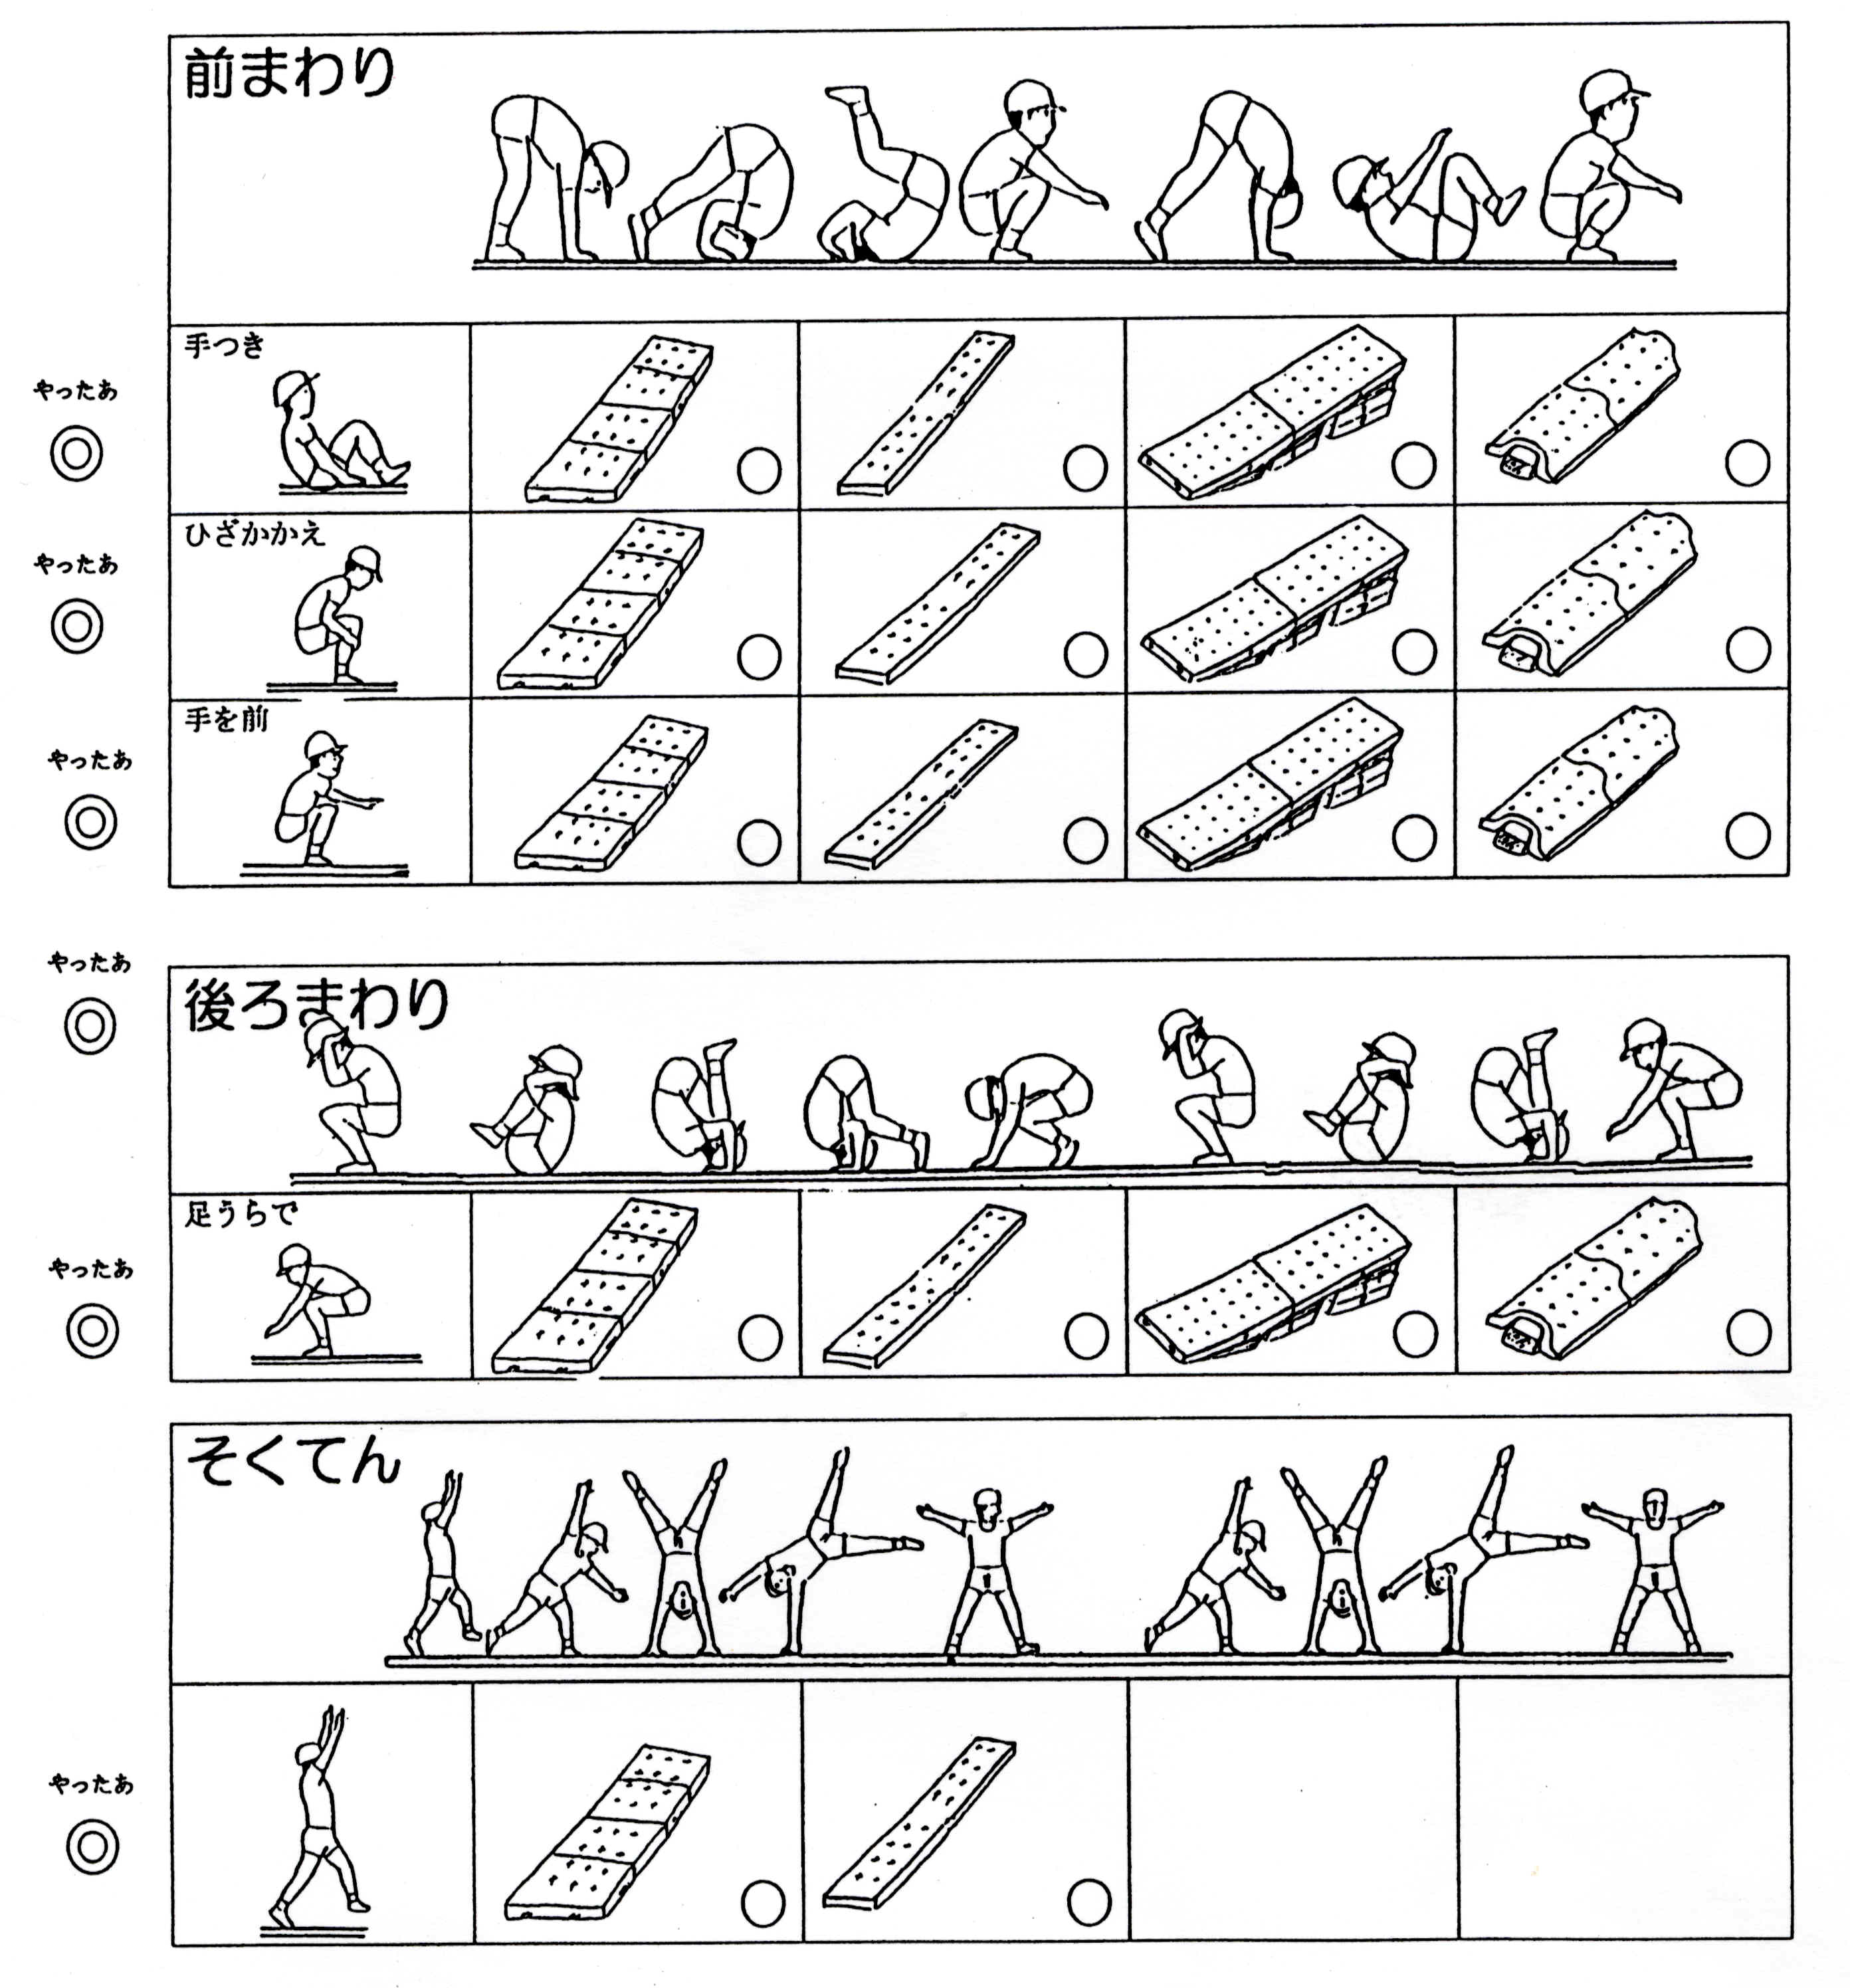 前まわり
手つき
やったあ
ひざかかえ
やったあ
手を前
やったあ
やったあ
後ろまわり
足うらで
やったあ
そくてん
やったあ